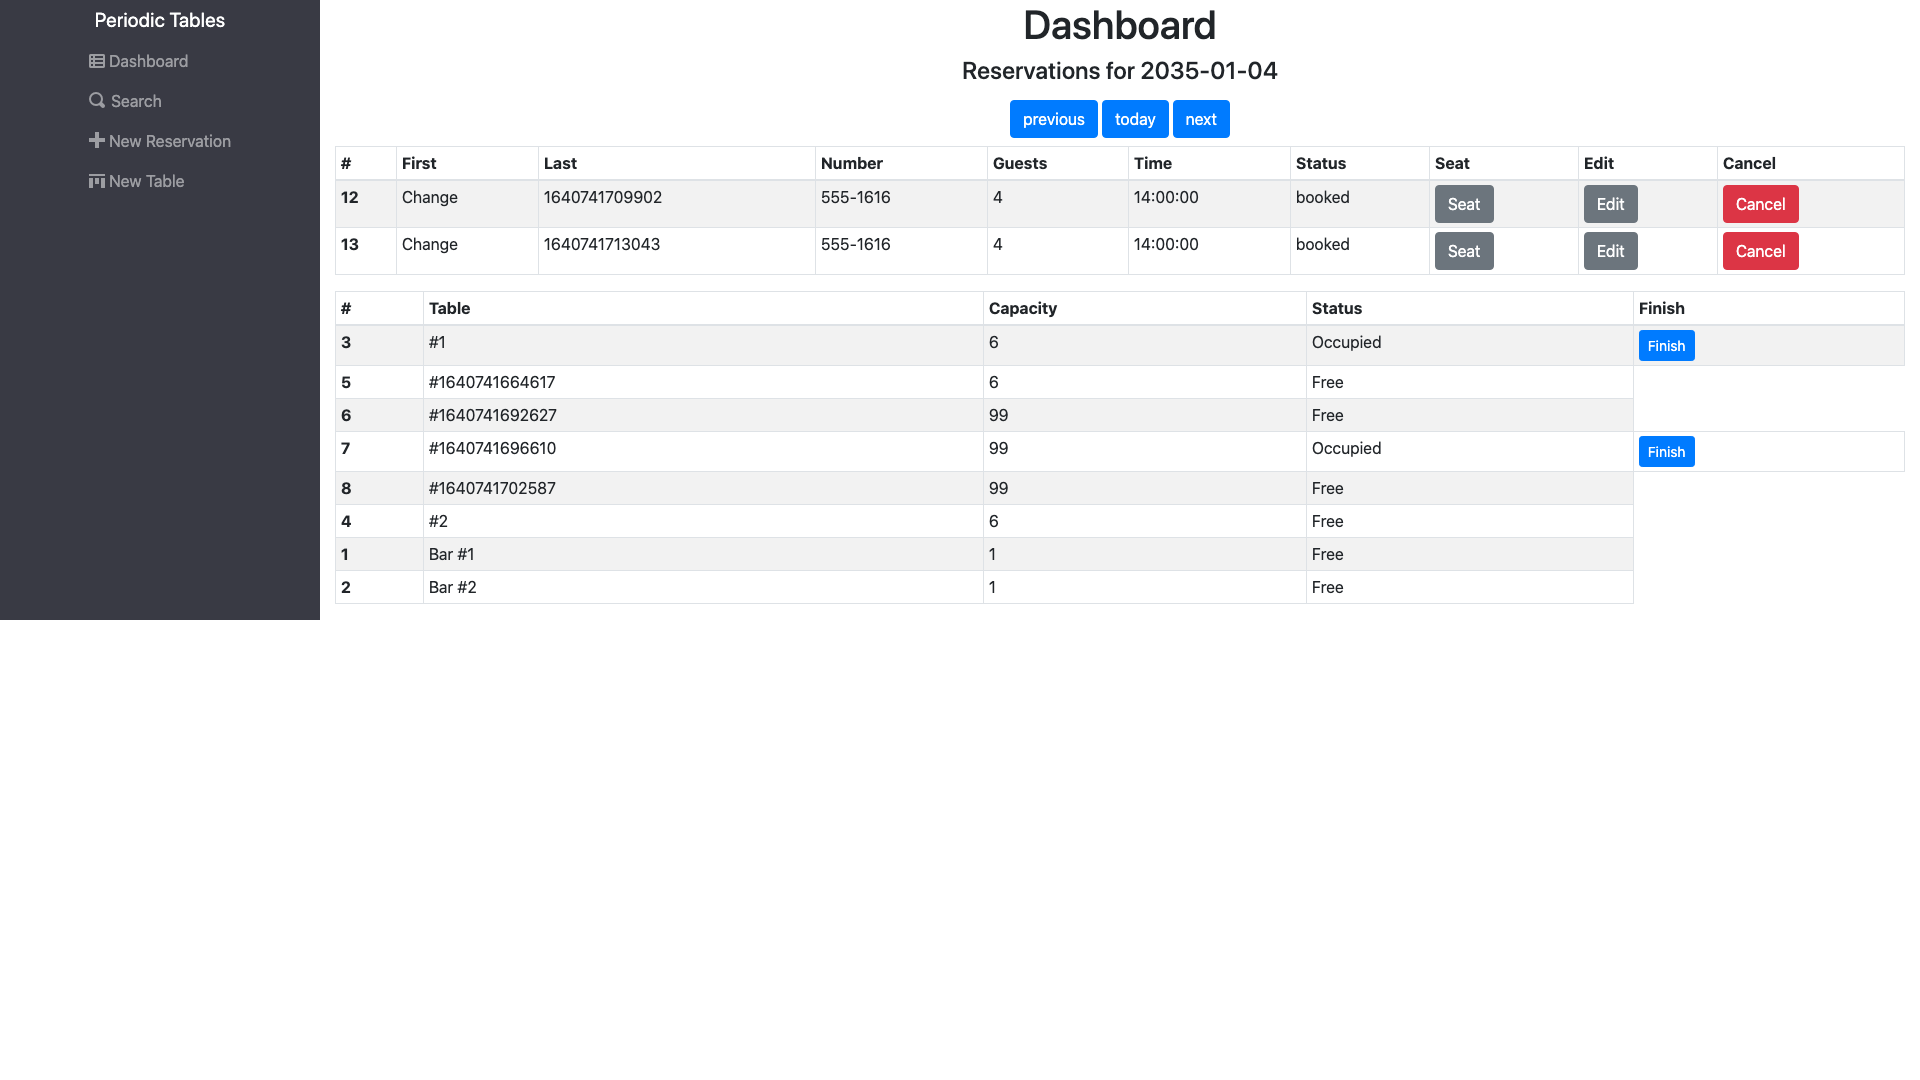 Periodic Tables
Dashboard
Search
New Reservation
New Table
Dashboard
Reservations for 2035-01-04
previous today next
# First Last Number Guests Time Status Seat Edit Cancel
12 Change 1640741709902 555-1616 4 14:00:00 booked Seat Edit Cancel
13 Change 1640741713043 555-1616 4 14:00:00 booked Seat Edit Cancel
# Table Capacity Status Finish
3 #1 6 Occupied Finish
5 #1640741664617 6 Free
6 #1640741692627 99 Free
7 #1640741696610 99 Occupied Finish
8 #1640741702587 99 Free
4 #2 6 Free
1 Bar #1 1 Free
2 Bar #2 1 Free